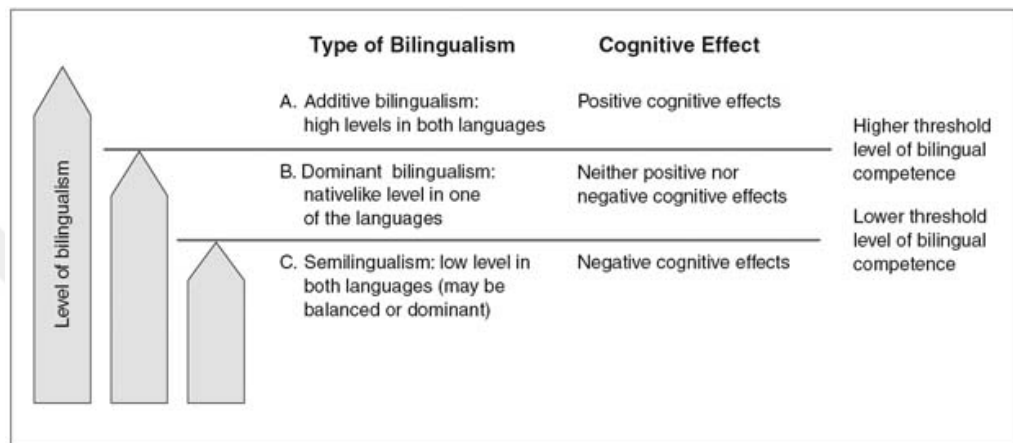 Type of Bilingualism
Cognitive Effect
Level of bilingualism
A. Additive bilingualism:
high levels in both languages
Positive cognitive effects
Higher threshold
level of bilingual
competence
B. Dominant bilingualism:
nativelike level in one
of the languages
Neither positive nor
negative cognitive effects
Lower threshold
level of bilingual
competence
C. Semilingualism: low level in
both languages (may be
balanced or dominant)
Negative cognitive effects